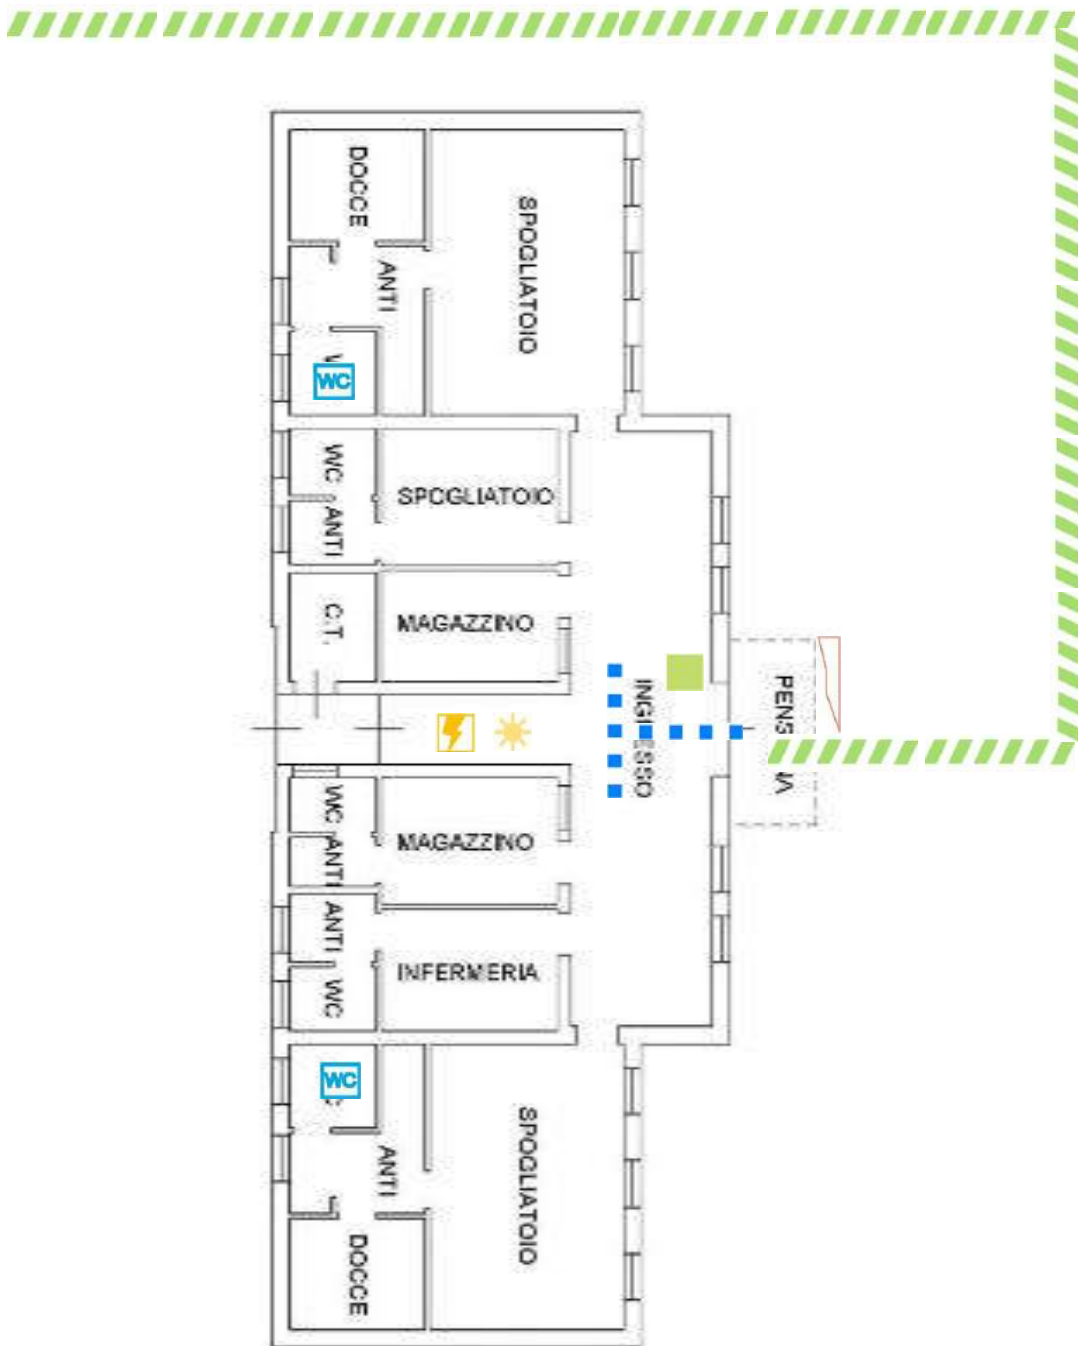 DOCCE
SPOGLIATOIO
ANTI
WC
WC
SPOGLIATOIO
ANTI
C.T.
MAGAZZINO
INGRESSO
PENSILINA
WC
MAGAZZINO
ANTI
ANTI
INFERMERIA
WC
WC
SPOGLIATOIO
ANTI
DOCCE